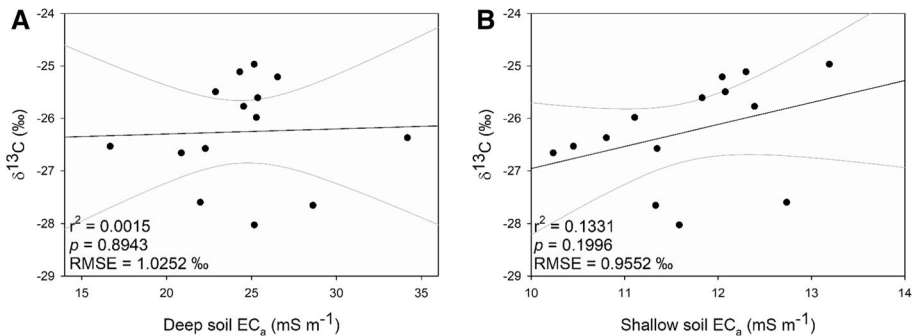 A
-24
-25
-26
-27
-28
-29
δ13C (‰)
r2 = 0.0015
p = 0.8943
RMSE = 1.0252 ‰
15 20 25 30 35
Deep soil ECa (mS m−1)
B
-24
-25
-26
-27
-28
-29
δ13C (‰)
r2 = 0.1331
p = 0.1996
RMSE = 0.9552 ‰
10 11 12 13 14
Shallow soil ECa (mS m−1)